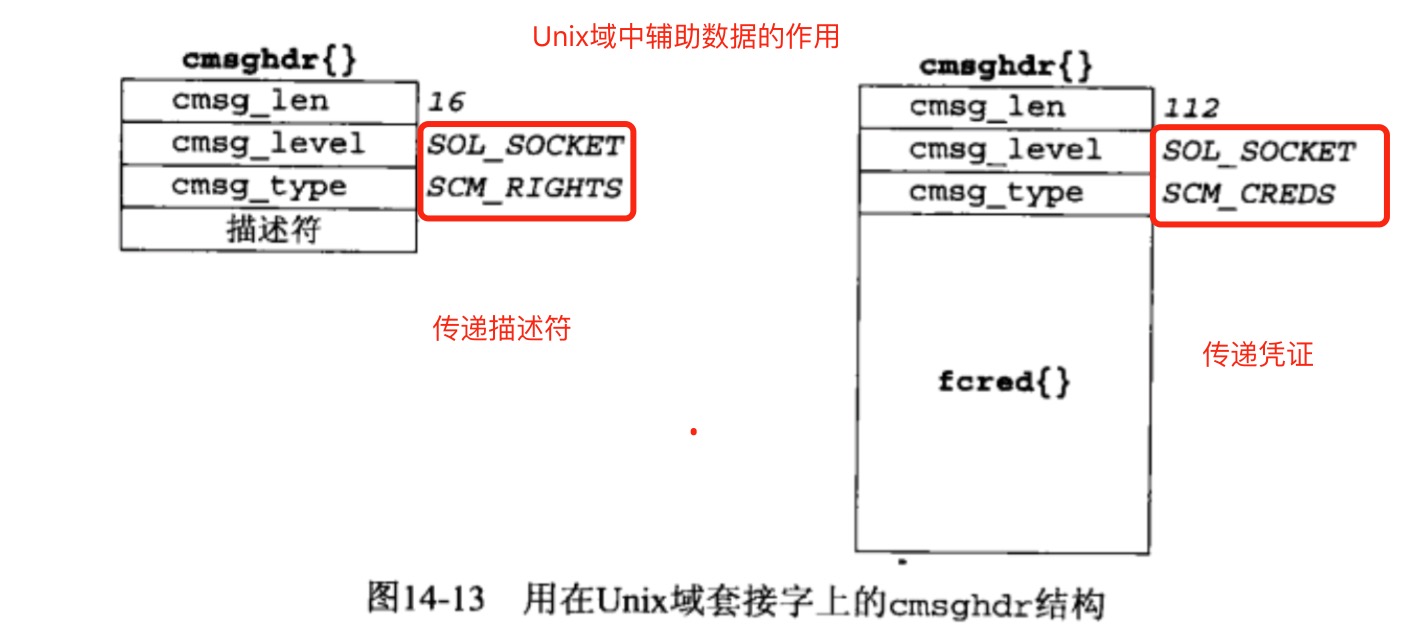 Unix域中辅助数据的作用
cmsghdr{}
cmsg_len 16
cmsg_level SOL_SOCKET
cmsg_type SCM_RIGHTS
描述符
传递描述符
cmsghdr{}
cmsg_len 112
cmsg_level SOL_SOCKET
cmsg_type SCM_CREDS
fcred{}
传递凭证
图14-13 用在Unix域套接字上的cmsghdr结构